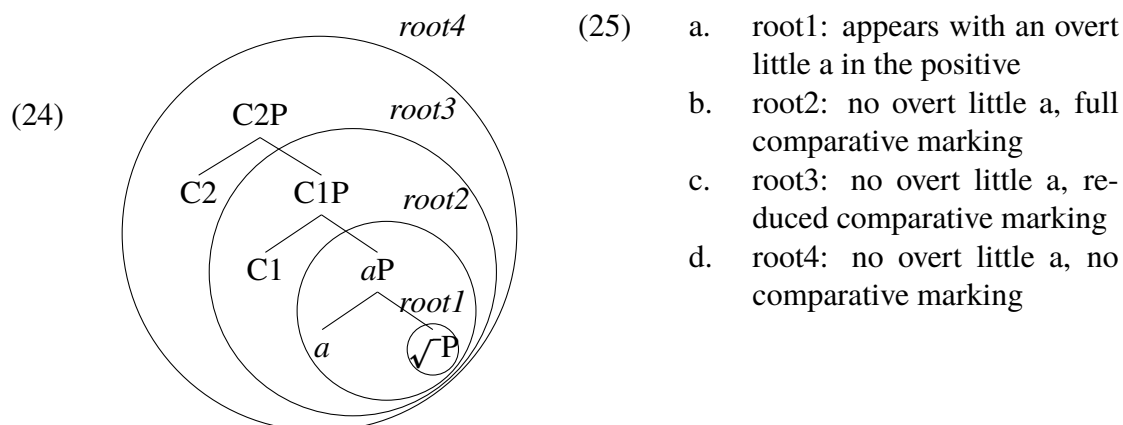 (24)
root4
root3
C2P
C2
C1P
root2
C1
aP
root1
a
√P
(25) a. root1: appears with an overt
little a in the positive
b. root2: no overt little a, full
comparative marking
c. root3: no overt little a, re-
duced comparative marking
d. root4: no overt little a, no
comparative marking